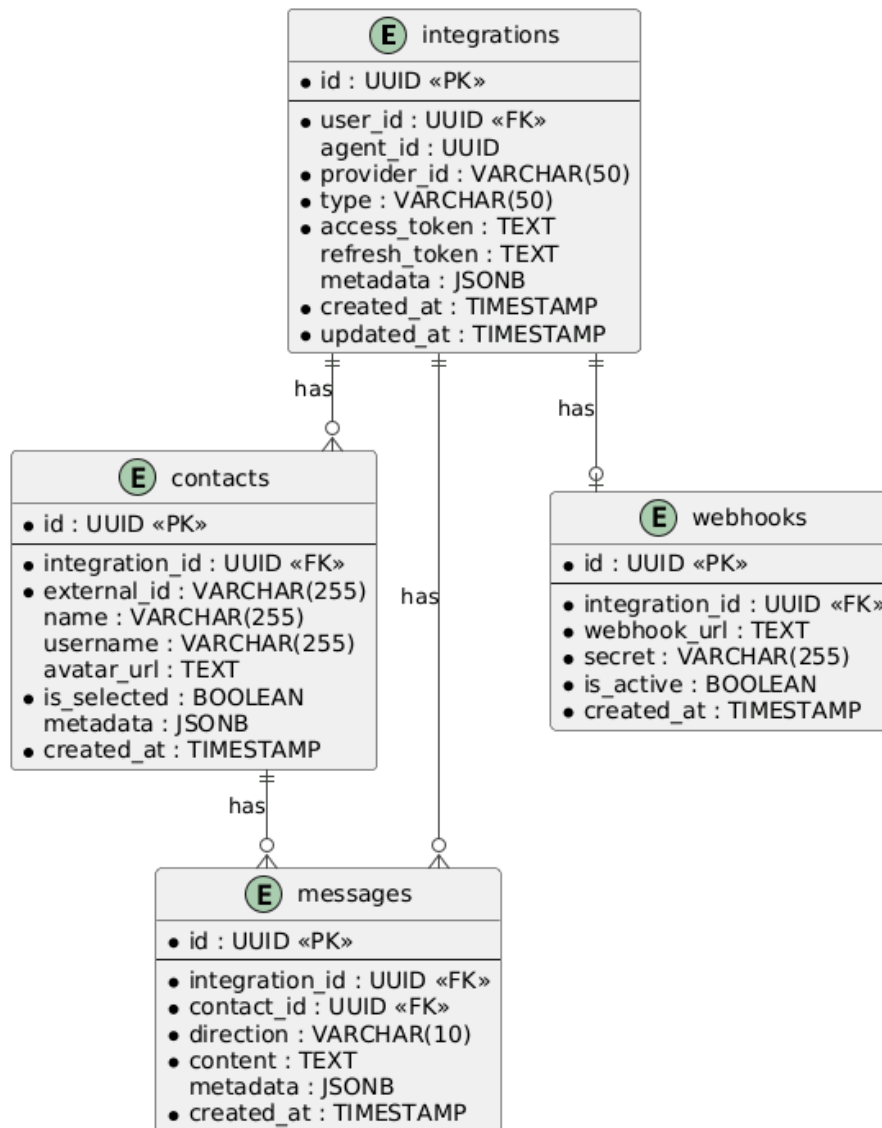 E integrations
• id : UUID «PK»
• user_id : UUID «FK»
agent_id : UUID
• provider_id : VARCHAR(50)
• type : VARCHAR(50)
• access_token : TEXT
refresh_token : TEXT
metadata : JSONB
• created_at : TIMESTAMP
• updated_at : TIMESTAMP
has
has
has
E contacts
• id : UUID «PK»
• integration_id : UUID «FK»
• external_id : VARCHAR(255)
name : VARCHAR(255)
username : VARCHAR(255)
avatar_url : TEXT
• is_selected : BOOLEAN
metadata : JSONB
• created_at : TIMESTAMP
E webhooks
• id : UUID «PK»
• integration_id : UUID «FK»
• webhook_url : TEXT
• secret : VARCHAR(255)
• is_active : BOOLEAN
• created_at : TIMESTAMP
has
E messages
• id : UUID «PK»
• integration_id : UUID «FK»
• contact_id : UUID «FK»
• direction : VARCHAR(10)
• content : TEXT
metadata : JSONB
• created_at : TIMESTAMP